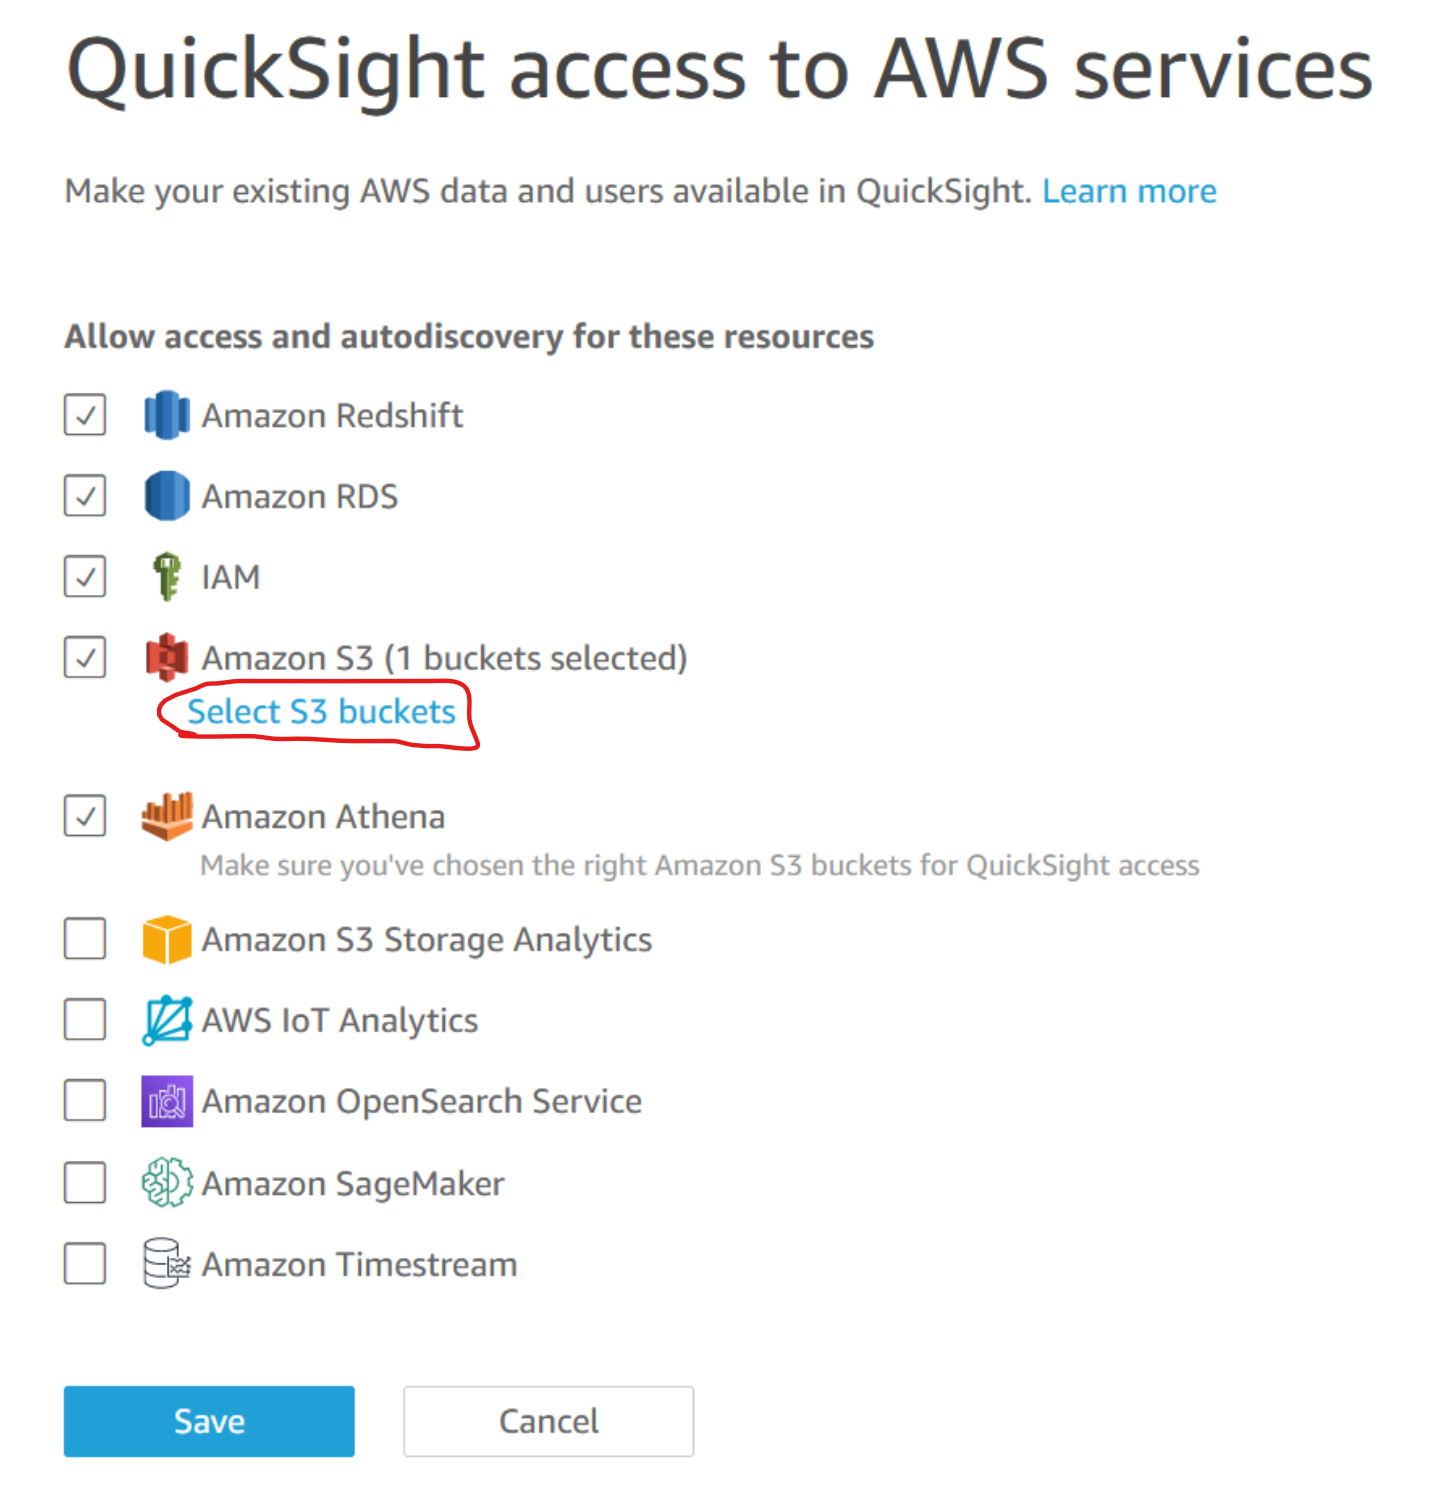 QuickSight access to AWS services
Make your existing AWS data and users available in QuickSight. Learn more
Allow access and autodiscovery for these resources
Amazon Redshift
Amazon RDS
IAM
Amazon S3 (1 buckets selected)
Select S3 buckets
Amazon Athena
Make sure you've chosen the right Amazon S3 buckets for QuickSight access
Amazon S3 Storage Analytics
AWS IoT Analytics
Amazon OpenSearch Service
Amazon SageMaker
Amazon Timestream
Save Cancel